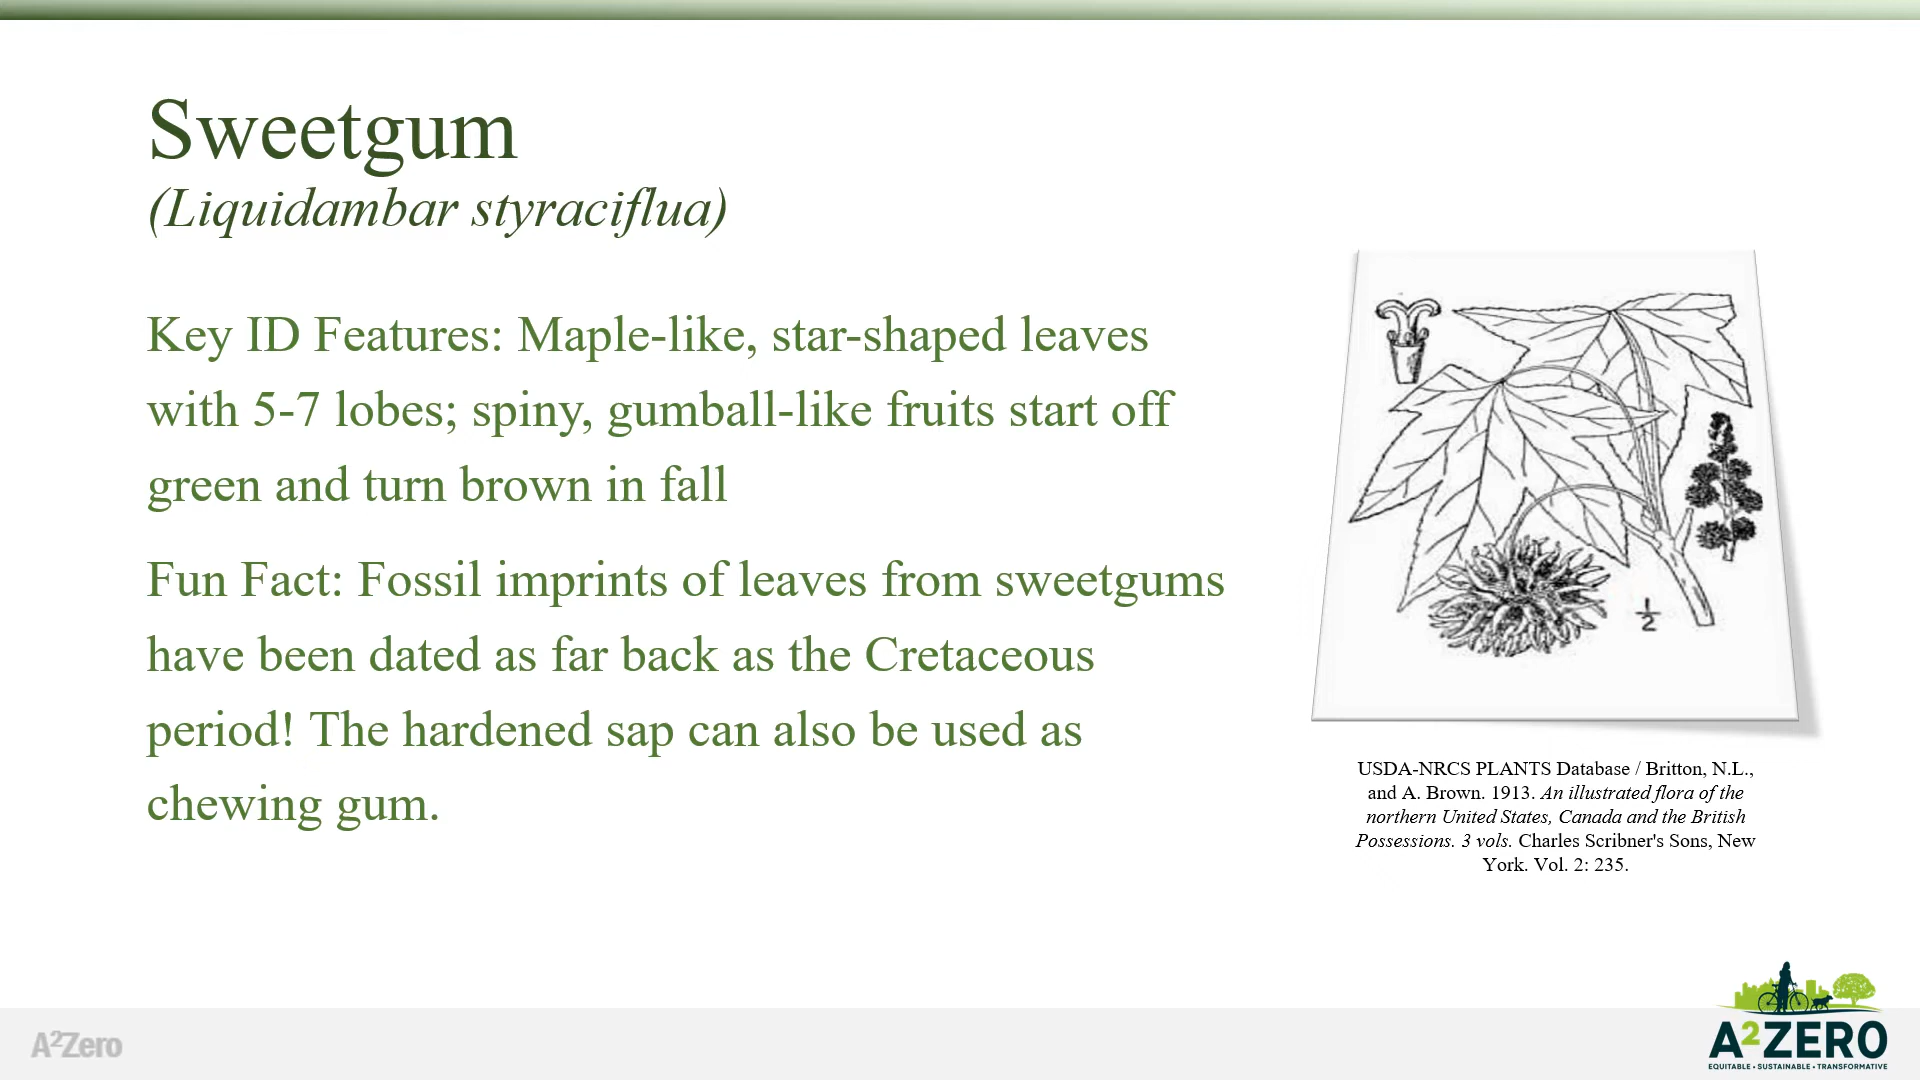 Sweetgum
(Liquidambar styraciflua)
Key ID Features: Maple-like, star-shaped leaves
with 5-7 lobes; spiny, gumball-like fruits start off
green and turn brown in fall
Fun Fact: Fossil imprints of leaves from sweetgums
have been dated as far back as the Cretaceous
period! The hardened sap can also be used as
chewing gum.
1/2
USDA-NRCS PLANTS Database / Britton, N.L.,
and A. Brown. 1913. An illustrated flora of the
northern United States, Canada and the British
Possessions. 3 vols. Charles Scribner's Sons, New
York. Vol. 2: 235.
A²Zero
A²ZERO
EQUITABLE • SUSTAINABLE • TRANSFORMATIVE